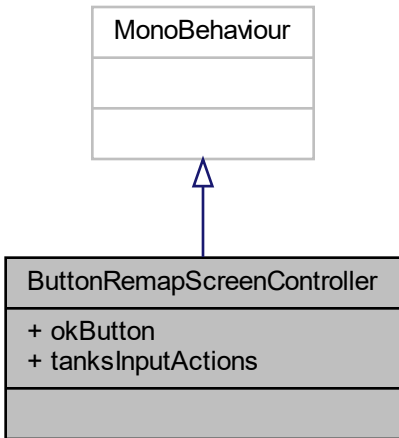 MonoBehaviour
ButtonRemapScreenController
+ okButton
+ tanksInputActions